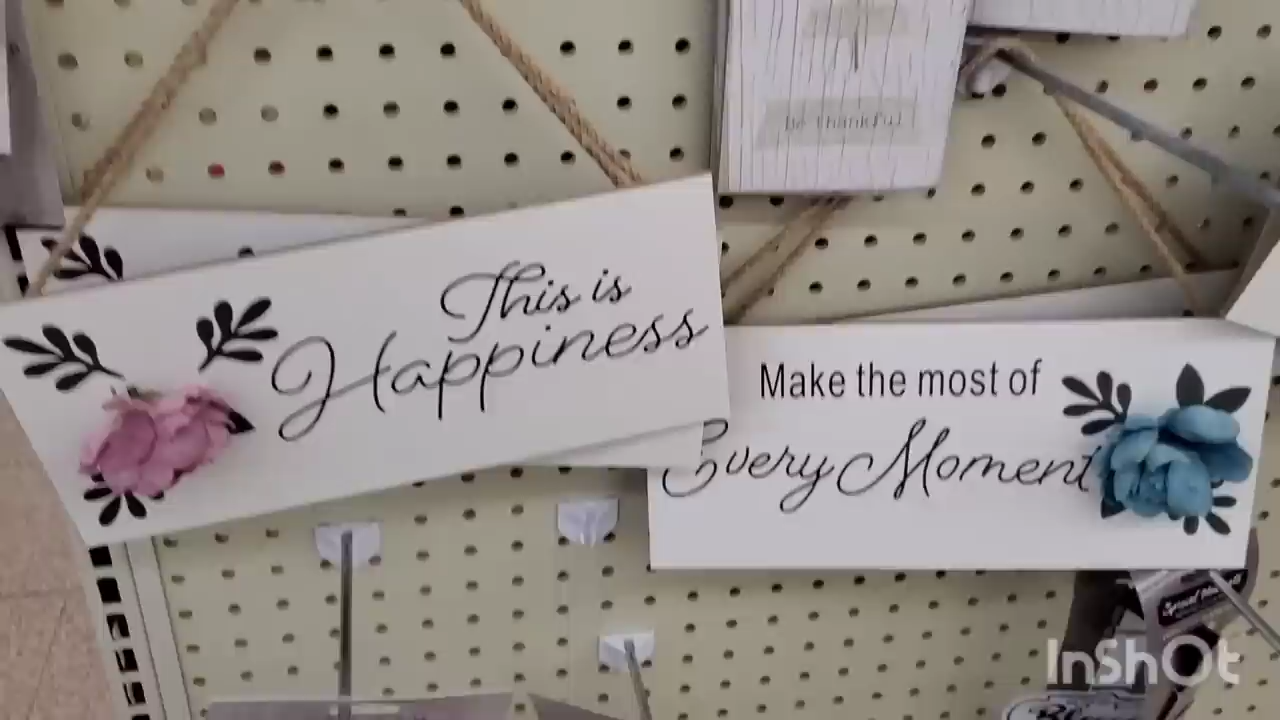 Be thankful
This is
Happiness
Make the most of
Every Moment
InShOt